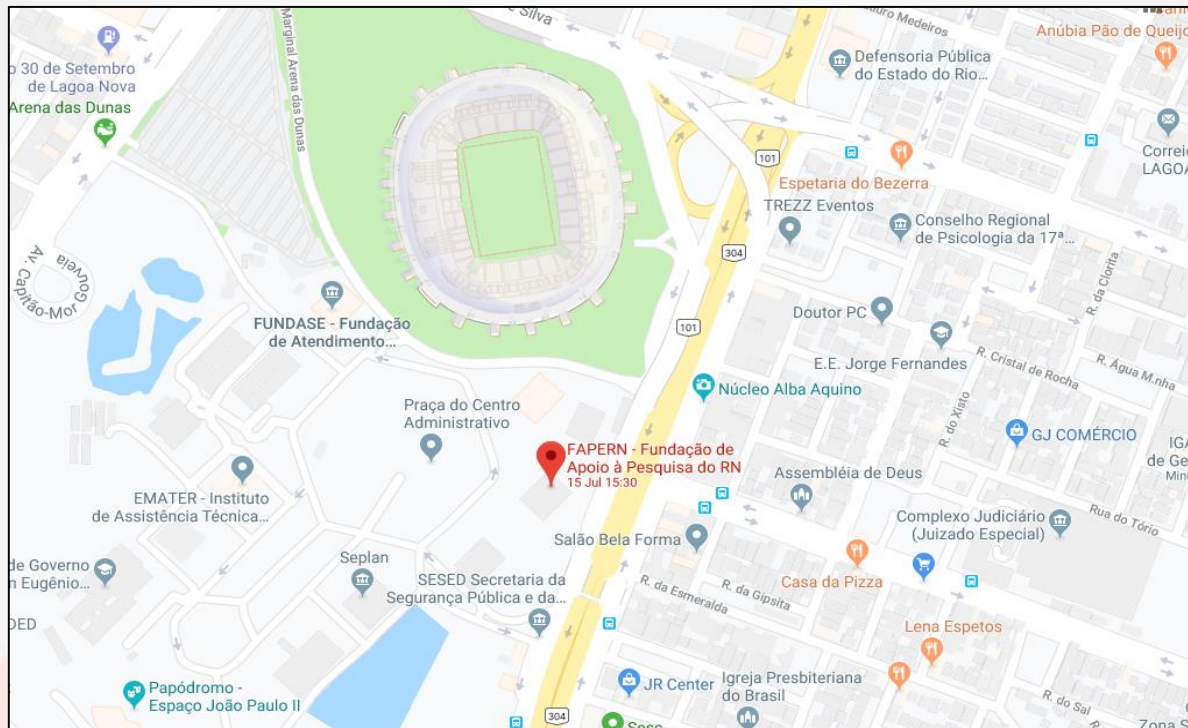 Silva
Defensoria Pública
do Estado do Rio...
Anúbia Pão de Queijo
o 30 de Setembro
de Lagoa Nova
Arena das Dunas
Marginal Arena das Dunas
Av. Capitão-Mor Gouveia
101
Espetaria do Bezerra
Correio
LAGOA
TREZZ Eventos
Conselho Regional
de Psicologia da 17ª...
304
R. da Clorita
FUNDASE - Fundação
de Atendimento...
101
Doutor PC
E.E. Jorge Fernandes
R. Cristal de Rocha
R. Água M.nha
Núcleo Alba Aquino
Praça do Centro
Administrativo
R. do Xisto
GJ COMÉRCIO
FAPERN - Fundação de
Apoio à Pesquisa do RN
15 Jul 15:30
IGA
de Ge
Minu
Assembléia de Deus
EMATER - Instituto
de Assistência Técnica...
Complexo Judiciário
(Juizado Especial)
Rua do Tório
Salão Bela Forma
Seplan
de Governo
n Eugênio...
SESED Secretaria da
Segurança Pública e da...
Casa da Pizza
R. da Esmeralda
R. da Gipsita
DED
Lena Espetos
Papódromo -
Espaço João Paulo II
JR Center
Igreja Presbiteriana
do Brasil
R. do Sal
304
Sesc
Zona S